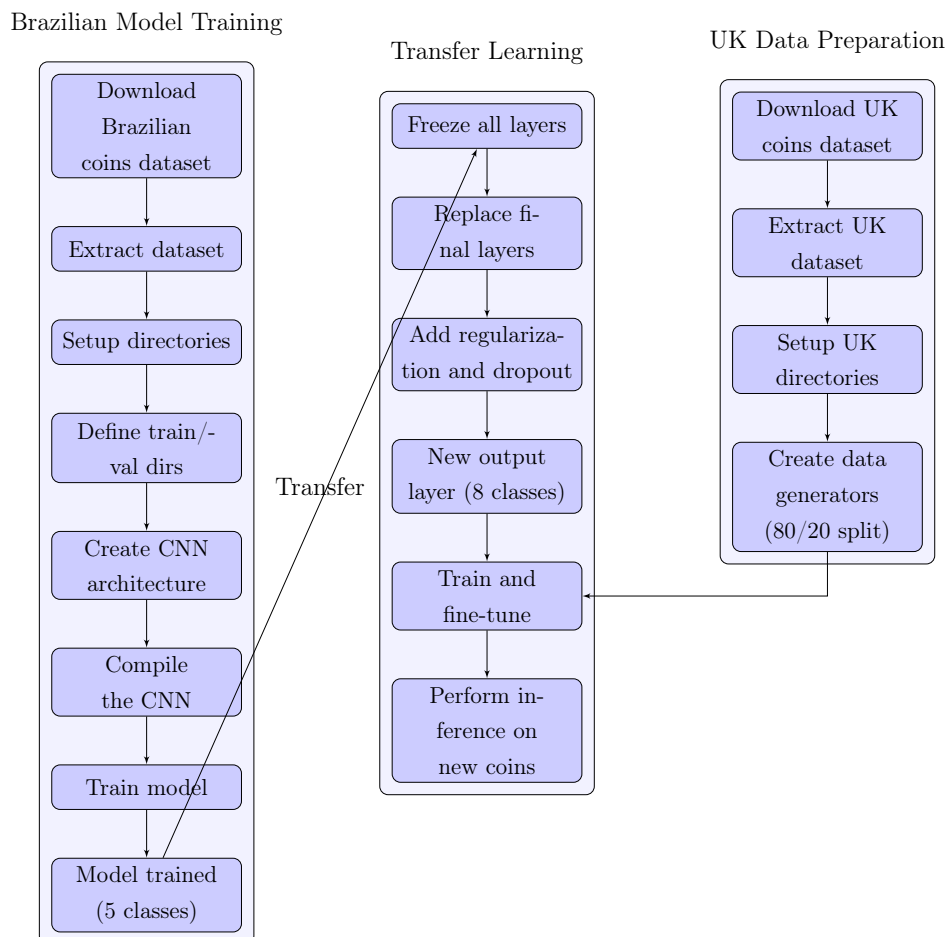 Brazilian Model Training
Download
Brazilian
coins dataset
Extract dataset
Setup directories
Define train/-
val dirs
Create CNN
architecture
Compile
the CNN
Train model
Model trained
(5 classes)
Transfer
Transfer Learning
Freeze all layers
Replace fi-
nal layers
Add regulariza-
tion and dropout
New output
layer (8 classes)
Train and
fine-tune
Perform in-
ference on
new coins
UK Data Preparation
Download UK
coins dataset
Extract UK
dataset
Setup UK
directories
Create data
generators
(80/20 split)